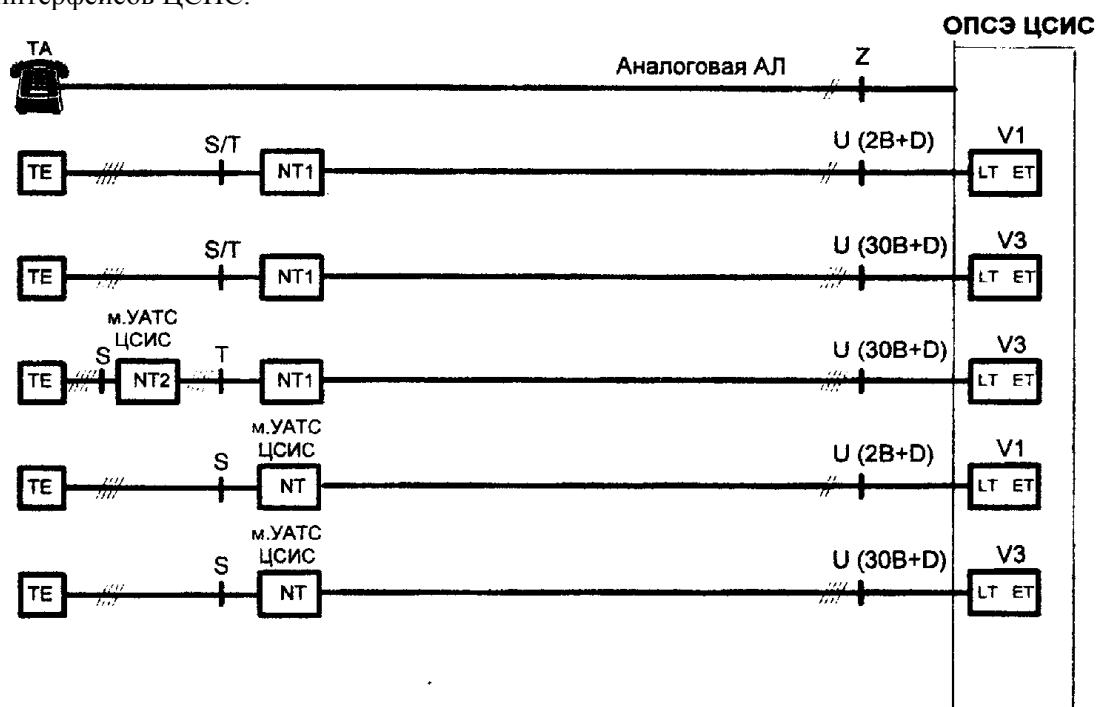 интерфейсов ЦСИС.
ОПСЭ ЦСИС
ТА
Аналоговая АЛ
Z
TE
S/T
NT1
U (2B+D)
V1
LT ET
TE
S/T
NT1
U (30B+D)
V3
LT ET
м.УАТС
ЦСИС
TE
S
NT2
T
NT1
U (30B+D)
V3
LT ET
м.УАТС
ЦСИС
TE
S
NT
U (2B+D)
V1
LT ET
м.УАТС
ЦСИС
TE
S
NT
U (30B+D)
V3
LT ET